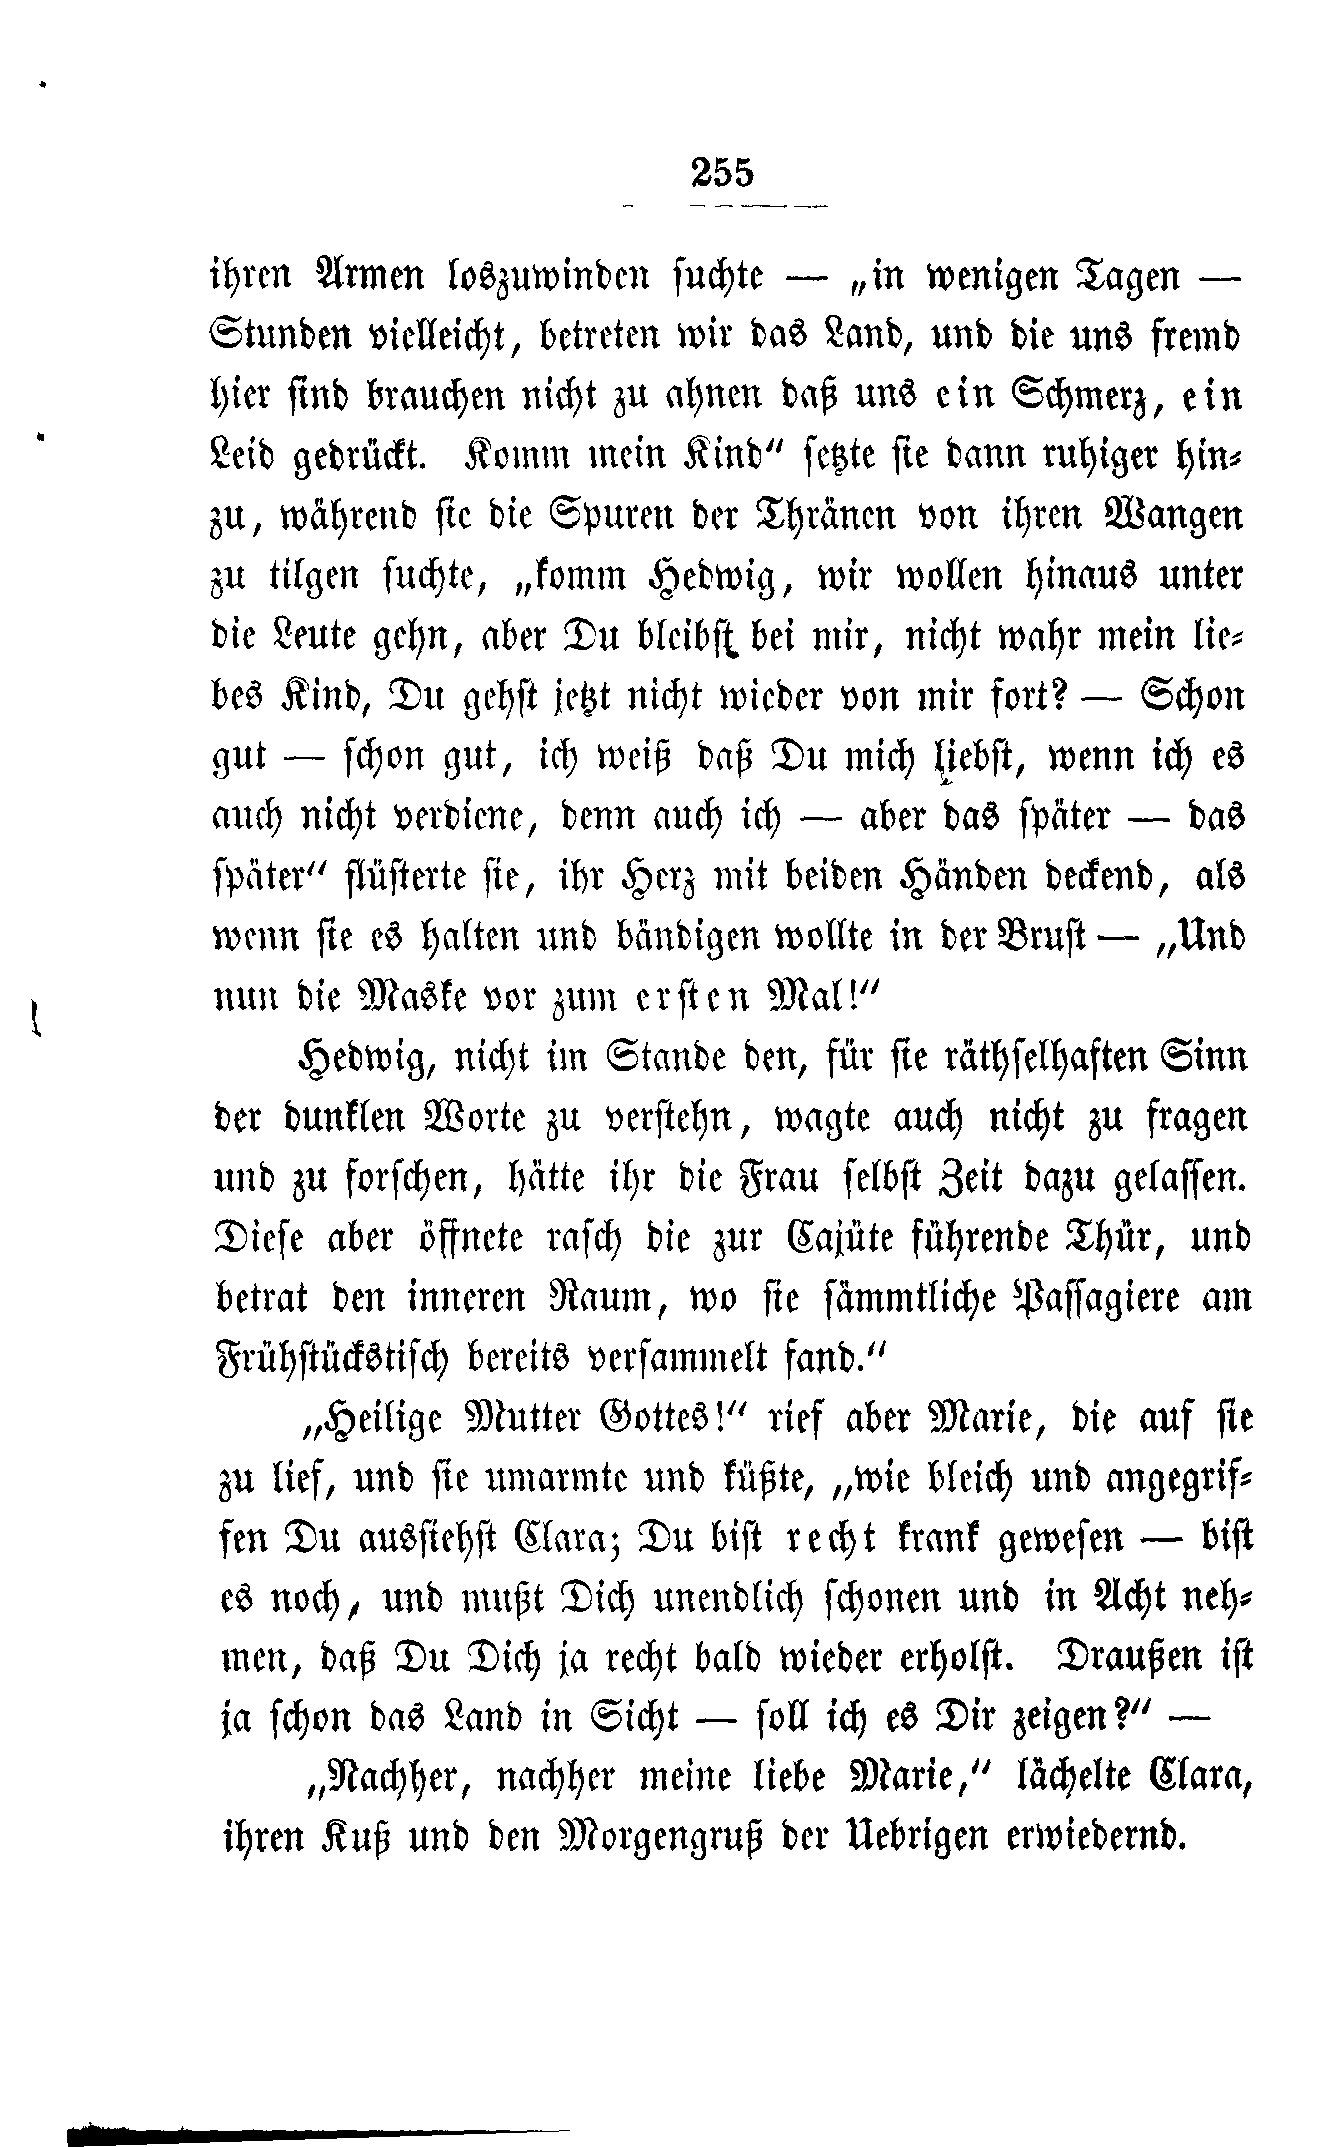 255
ihren Armen loszuwinden suchte — „in wenigen Tagen —
Stunden vielleicht, betreten wir das Land, und die uns fremd
hier sind brauchen nicht zu ahnen daß uns ein Schmerz, ein
Leid gedrückt. Komm mein Kind“ setzte sie dann ruhiger hin-
zu, während sie die Spuren der Thränen von ihren Wangen
zu tilgen suchte, „komm Hedwig, wir wollen hinaus unter
die Leute gehn, aber Du bleibst bei mir, nicht wahr mein lie-
bes Kind, Du gehst jetzt nicht wieder von mir fort? — Schon
gut — schon gut, ich weiß daß Du mich liebst, wenn ich es
auch nicht verdiene, denn auch ich — aber das später — das
später“ flüsterte sie, ihr Herz mit beiden Händen deckend, als
wenn sie es halten und bändigen wollte in der Brust — „Und
nun die Maske vor zum ersten Mal!“
Hedwig, nicht im Stande den, für sie räthselhaften Sinn
der dunklen Worte zu verstehn, wagte auch nicht zu fragen
und zu forschen, hätte ihr die Frau selbst Zeit dazu gelassen.
Diese aber öffnete rasch die zur Cajüte führende Thür, und
betrat den inneren Raum, wo sie sämmtliche Passagiere am
Frühstückstisch bereits versammelt fand.“
„Heilige Mutter Gottes!“ rief aber Marie, die auf sie
zu lief, und sie umarmte und küßte, „wie bleich und angegrif-
fen Du aussiehst Clara; Du bist recht krank gewesen — bist
es noch, und mußt Dich unendlich schonen und in Acht neh-
men, daß Du Dich ja recht bald wieder erholst. Draußen ist
ja schon das Land in Sicht — soll ich es Dir zeigen?“ —
„Nachher, nachher meine liebe Marie,“ lächelte Clara,
ihren Kuß und den Morgengruß der Uebrigen erwiedernd.